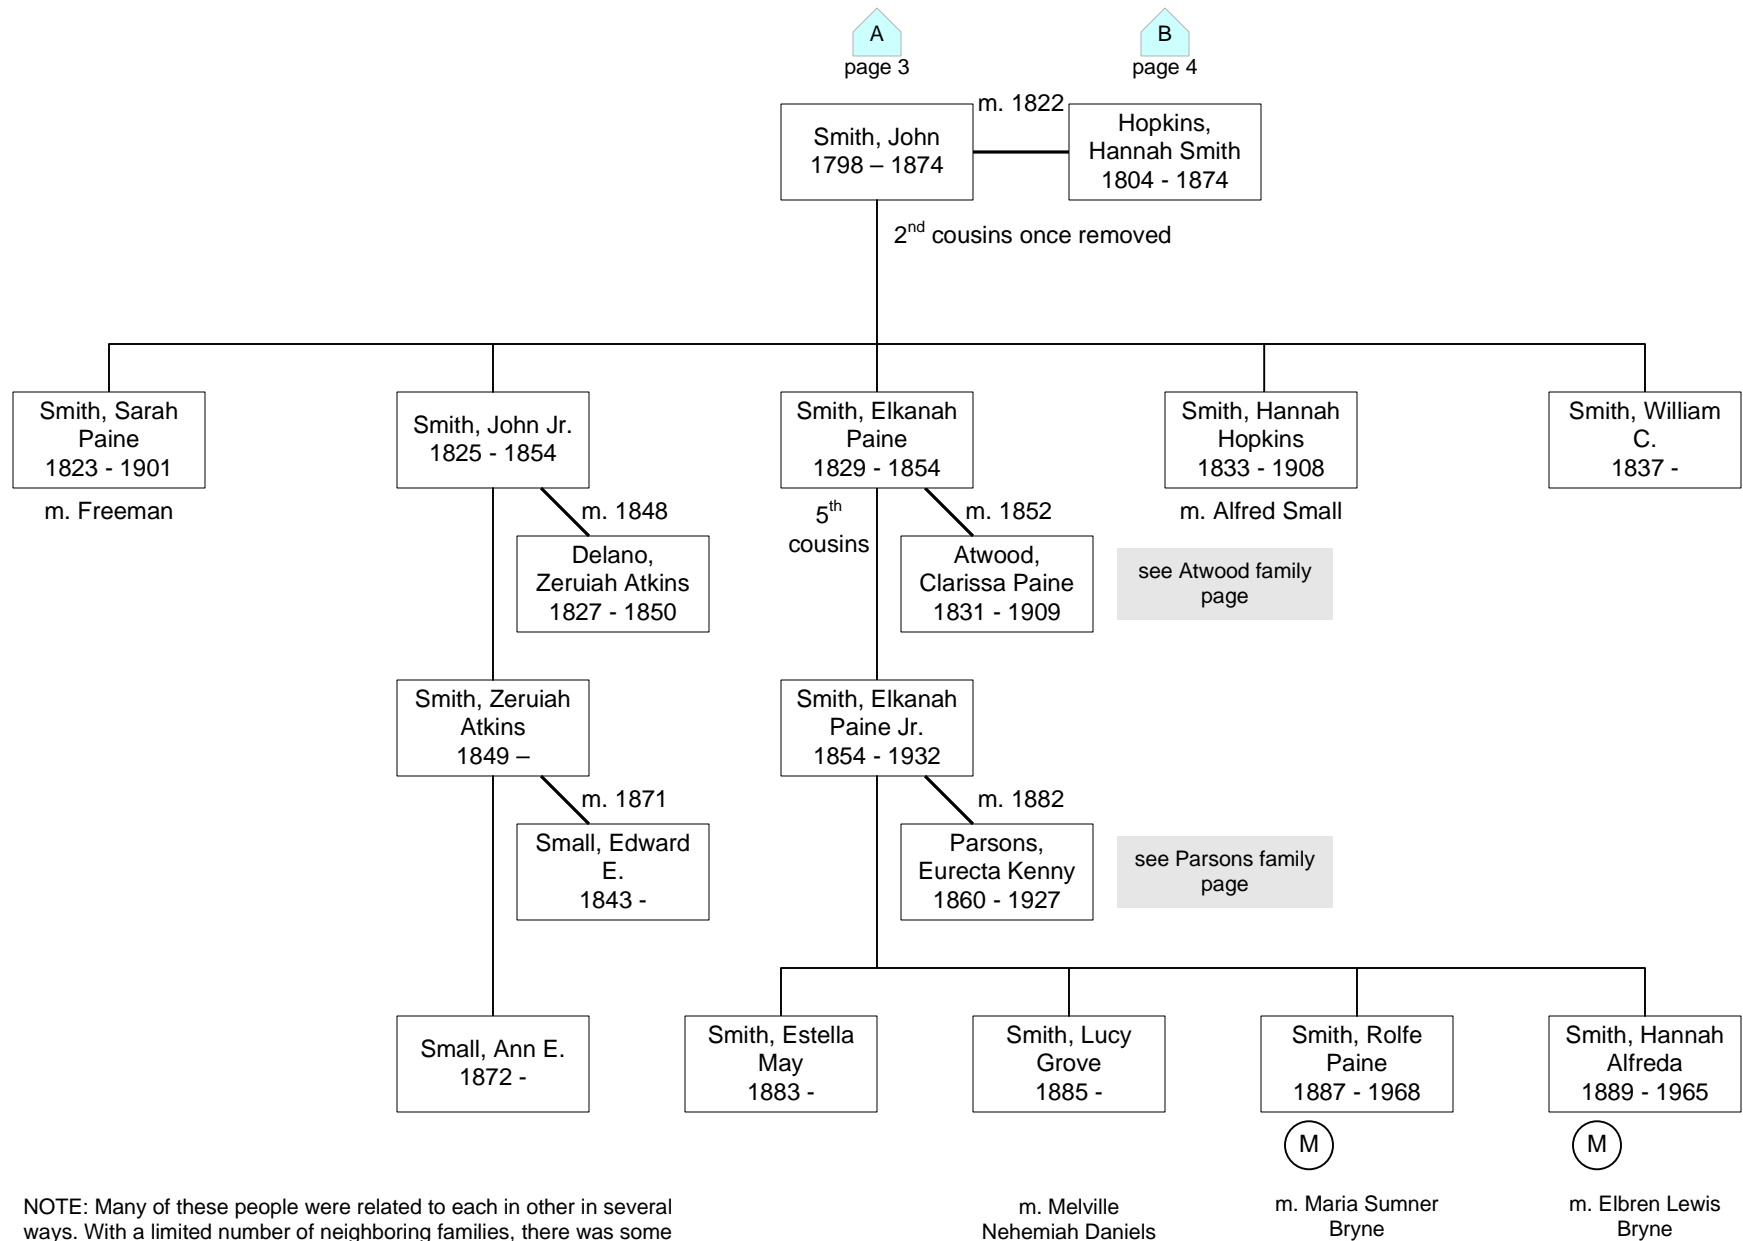 A
page 3
B
page 4
m. 1822
Smith, John
1798 – 1874
Hopkins,
Hannah Smith
1804 - 1874
2nd cousins once removed
Smith, Sarah
Paine
1823 - 1901
m. Freeman
Smith, John Jr.
1825 - 1854
Smith, Elkanah
Paine
1829 - 1854
Smith, Hannah
Hopkins
1833 - 1908
m. Alfred Small
Smith, William
C.
1837 -
m. 1848
Delano,
Zeruiah Atkins
1827 - 1850
5th
cousins
m. 1852
Atwood,
Clarissa Paine
1831 - 1909
see Atwood family
page
Smith, Zeruiah
Atkins
1849 –
Smith, Elkanah
Paine Jr.
1854 - 1932
m. 1871
Small, Edward
E.
1843 -
m. 1882
Parsons,
Eurecta Kenny
1860 - 1927
see Parsons family
page
Small, Ann E.
1872 -
Smith, Estella
May
1883 -
Smith, Lucy
Grove
1885 -
Smith, Rolfe
Paine
1887 - 1968
Smith, Hannah
Alfreda
1889 - 1965
M
M
m. Melville
Nehemiah Daniels
m. Maria Sumner
Bryne
m. Elbren Lewis
Bryne
NOTE: Many of these people were related to each in other in several
ways. With a limited number of neighboring families, there was some